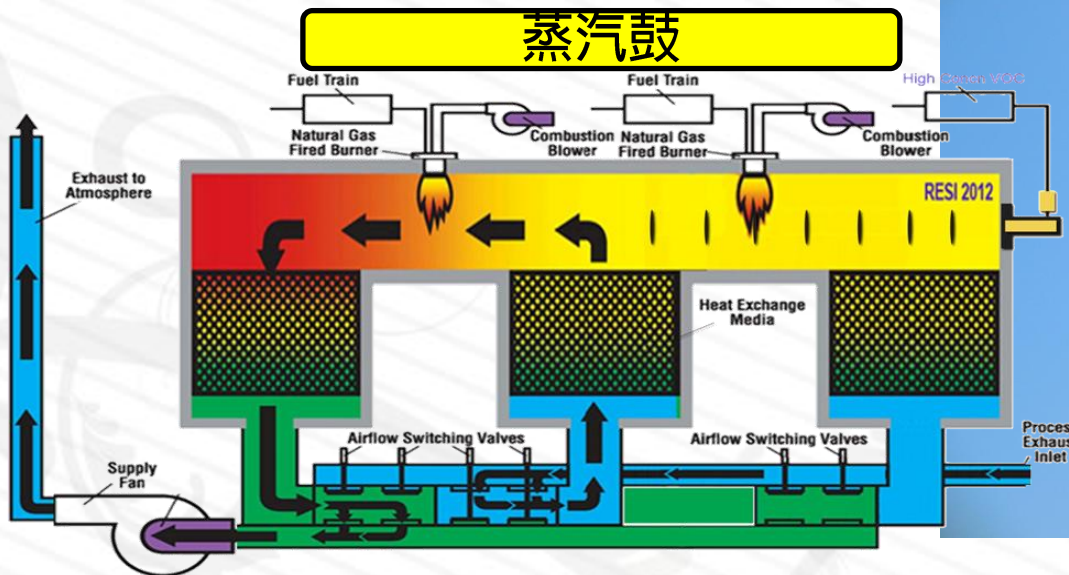 蒸汽鼓
Fuel Train
Fuel Train
High
Natural Gas
Fired Burner
Combustion
Blower
Natural Gas
Fired Burner
Combustion
Blower
Exhaust to
Atmosphere
RESI 2012
Heat Exchange
Media
Airflow Switching Valves
Airflow Switching Valves
Proces
Exhaus
Inlet
Supply
Fan